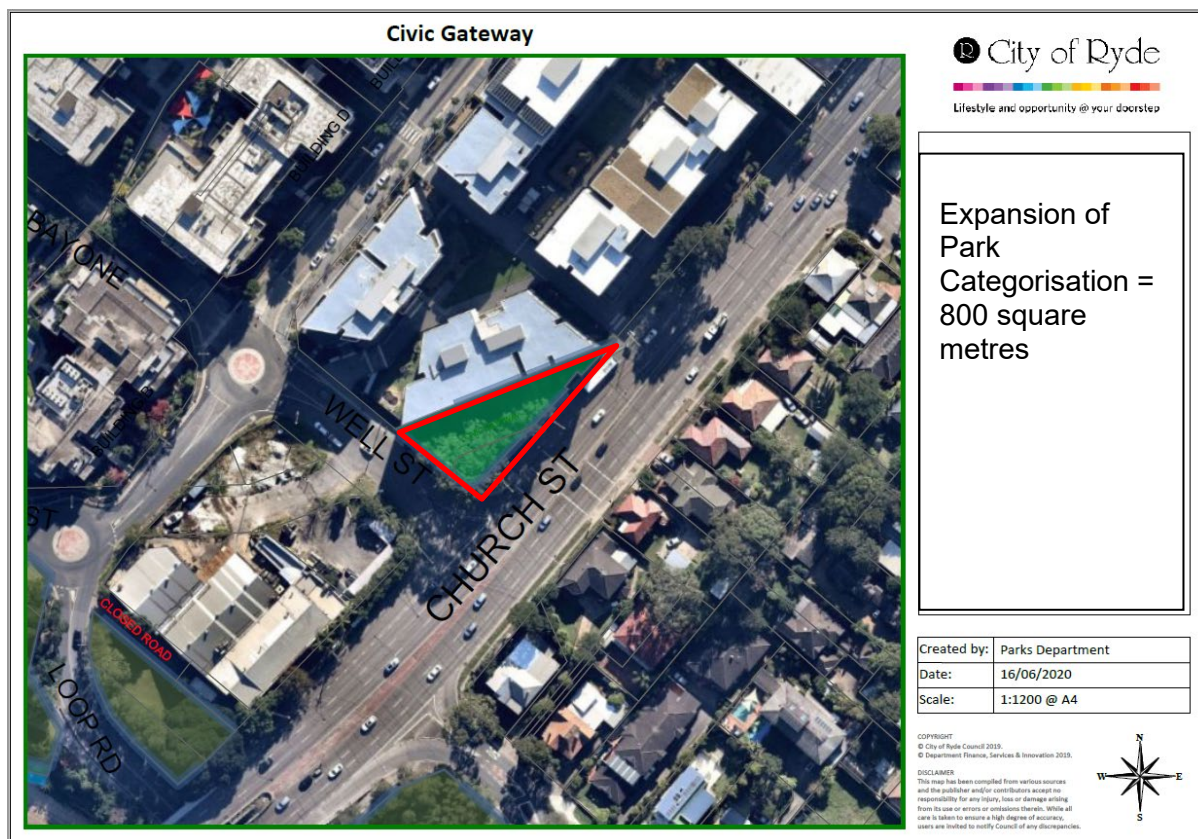 Civic Gateway
R City of Ryde
Lifestyle and opportunity @ your doorstep
Expansion of
Park
Categorisation =
800 square
metres
BUILDING D
BAYONE
WELL ST
CHURCH ST
ST
CLOSED ROAD
LOOP RD
Created by: Parks Department
Date: 16/06/2020
Scale: 1:1200 @ A4
COPYRIGHT
© City of Ryde Council 2019.
© Department Finance, Services & Innovation 2019.
DISCLAIMER
This map has been compiled from various sources
and the publisher and/or contributors accept no
responsibility for any injury, loss or damage arising
from its use or errors or omissions therein. While all
care is taken to ensure a high degree of accuracy,
users are invited to notify Council of any discrepancies.
N
W E
S